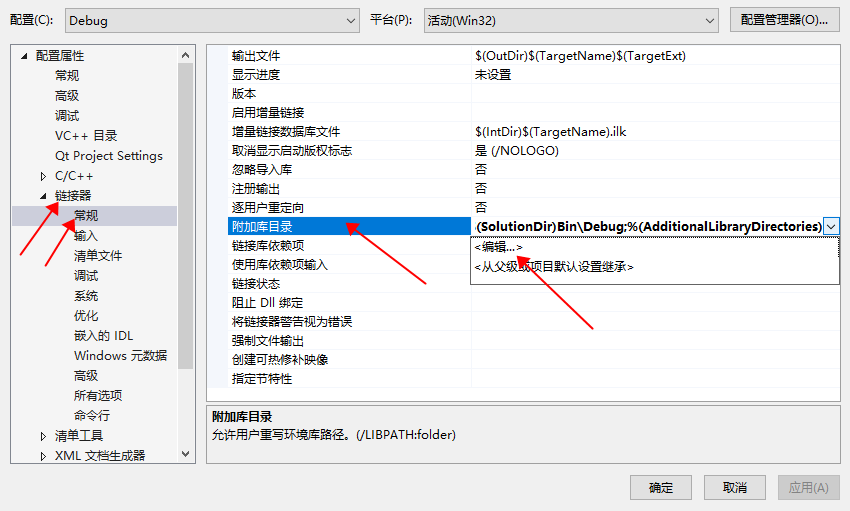 配置(C):
Debug
平台(P):
活动(Win32)
配置管理器(O)...
配置属性
常规
高级
调试
VC++ 目录
Qt Project Settings
C/C++
链接器
常规
输入
清单文件
调试
系统
优化
嵌入的 IDL
Windows 元数据
高级
所有选项
命令行
清单工具
XML 文档生成器
输出文件 $(OutDir)$(TargetName)$(TargetExt)
显示进度 未设置
版本
启用增量链接
增量链接数据库文件 $(IntDir)$(TargetName).ilk
取消显示启动版权标志 是 (/NOLOGO)
忽略导入库 否
注册输出 否
逐用户重定向 否
附加库目录 (SolutionDir)Bin\Debug;%(AdditionalLibraryDirectories)
链接库依赖项 <编辑...>
使用库依赖项输入 <从父级或项目默认设置继承>
链接状态
阻止 Dll 绑定
将链接器警告视为错误
强制文件输出
创建可热修补映像
指定节特性
附加库目录
允许用户重写环境库路径。(/LIBPATH:folder)
确定
取消
应用(A)